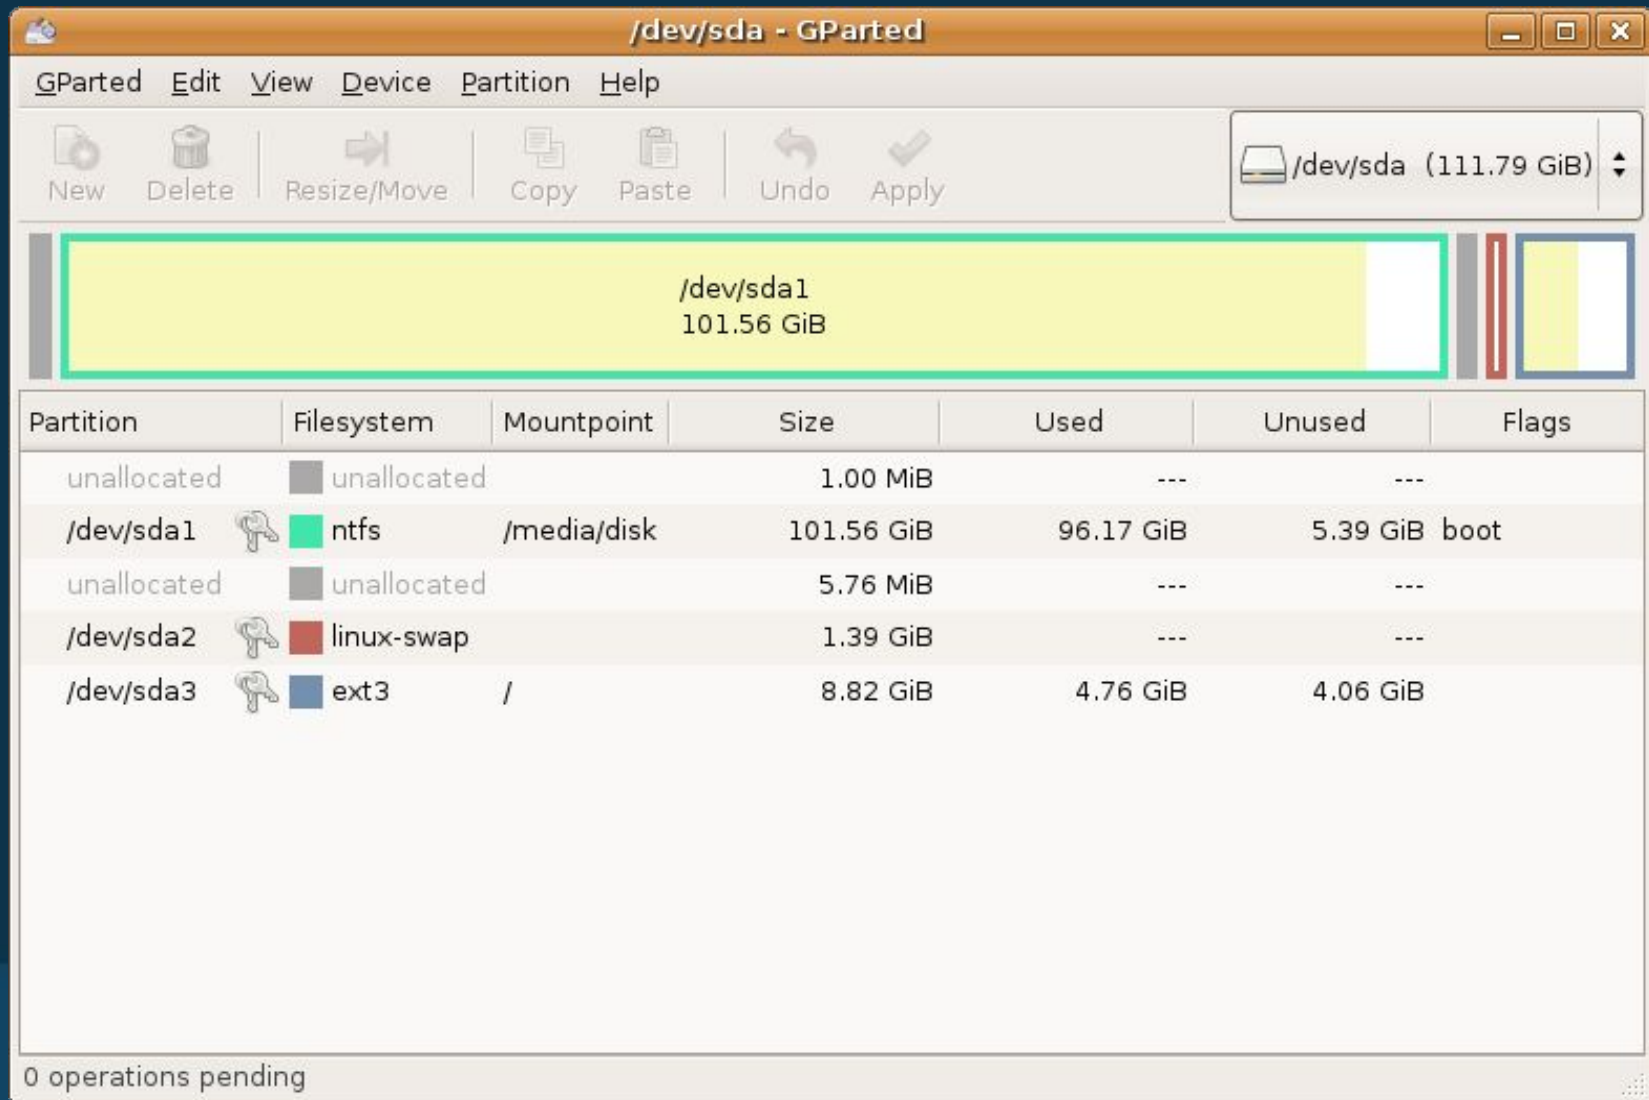 /dev/sda - GParted
GParted Edit View Device Partition Help
New Delete Resize/Move Copy Paste Undo Apply /dev/sda (111.79 GiB)
/dev/sda1
101.56 GiB
Partition Filesystem Mountpoint Size Used Unused Flags
unallocated unallocated 1.00 MiB --- ---
/dev/sda1 ntfs /media/disk 101.56 GiB 96.17 GiB 5.39 GiB boot
unallocated unallocated 5.76 MiB --- ---
/dev/sda2 linux-swap 1.39 GiB --- ---
/dev/sda3 ext3 / 8.82 GiB 4.76 GiB 4.06 GiB
0 operations pending